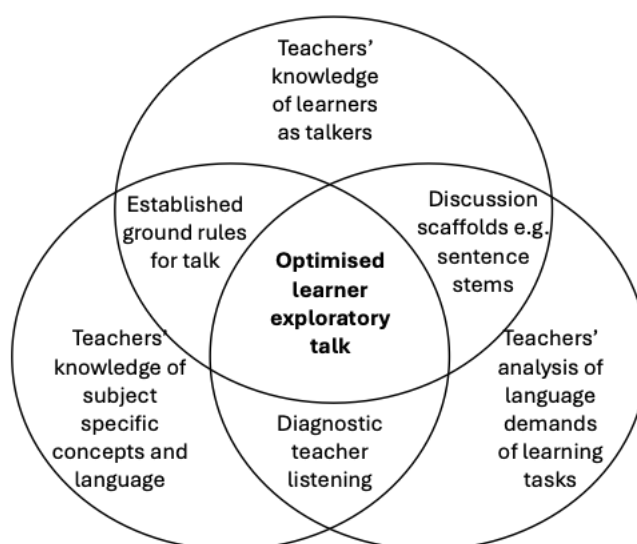 Teachers'
knowledge
of learners
as talkers
Established
ground rules
for talk
Discussion
scaffolds e.g.
sentence
stems
Optimised
learner
exploratory
talk
Teachers'
knowledge of
subject
specific
concepts and
language
Teachers'
analysis of
language
demands
of learning
tasks
Diagnostic
teacher
listening